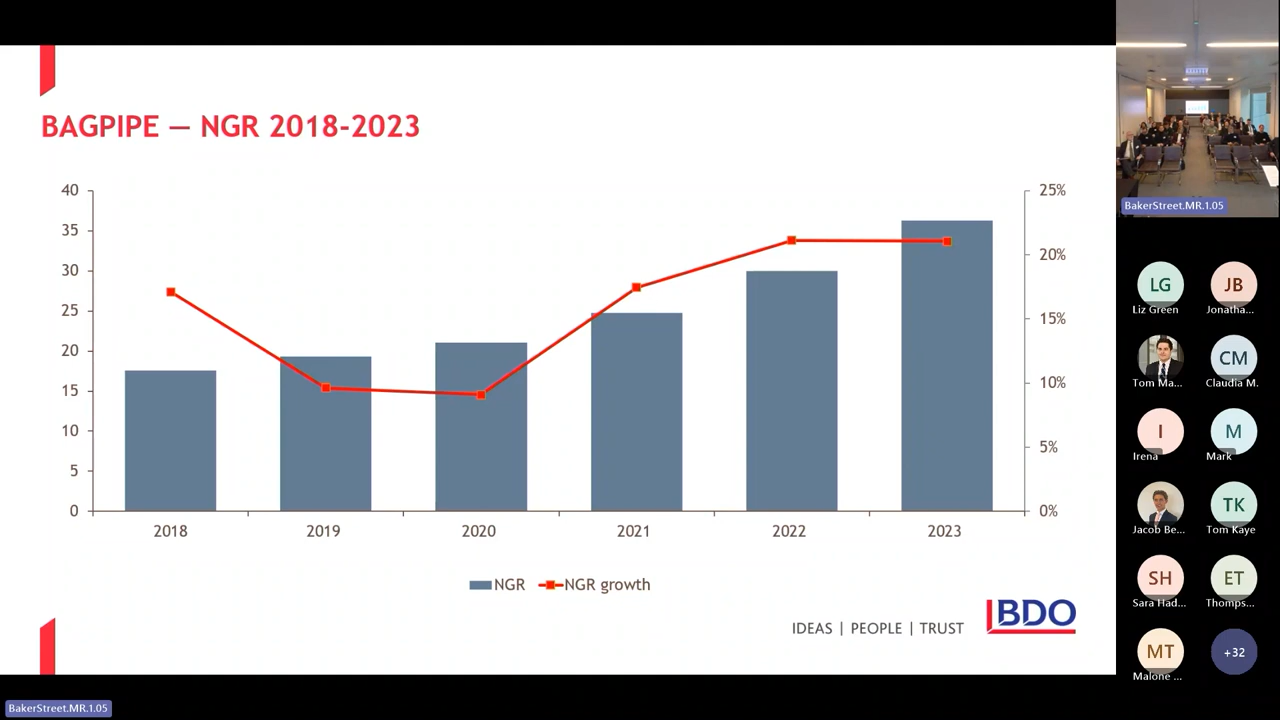 BAGPIPE — NGR 2018-2023
40
35
30
25
20
15
10
5
0
25%
20%
15%
10%
5%
0%
2018 2019 2020 2021 2022 2023
NGR NGR growth
IDEAS | PEOPLE | TRUST
BDO
BakerStreet.MR.1.05
BakerStreet.MR.1.05
LG JB
Liz Green Jonatha...
CM
Tom Ma... Claudia M.
I M
Irena Mark
TK
Jacob Be... Tom Kaye
SH ET
Sara Had... Thomps...
MT +32
Malone ...